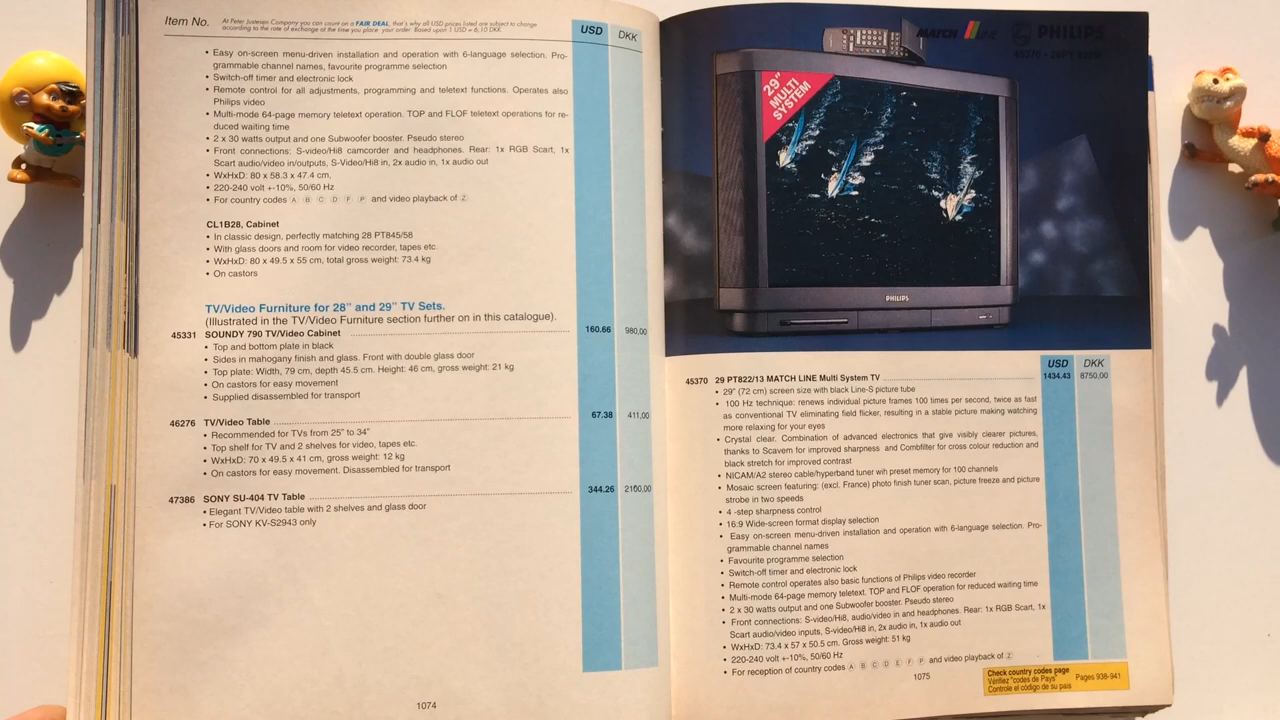 Item No.
At Peter Justesen Company you can count on a FAIR DEAL, that's why all USD prices listed are subject to change
according to the rate of exchange at the time you place your order. Based upon 1 USD = 6,10 DKK
USD DKK
• Easy on-screen menu-driven installation and operation with 6-language selection. Pro-
grammable channel names, favourite programme selection
• Switch-off timer and electronic lock
• Remote control for all adjustments, programming and teletext functions. Operates also
Philips video
• Multi-mode 64-page memory teletext operation. TOP and FLOF teletext operations for re-
duced waiting time
• 2 x 30 watts output and one Subwoofer booster. Pseudo stereo
• Front connections: S-video/Hi8 camcorder and headphones. Rear: 1x RGB Scart, 1x
Scart audio/video in/outputs, S-Video/Hi8 in, 2x audio in, 1x audio out
• WxHxD: 80 x 58.3 x 47.4 cm,
• 220-240 volt +-10%, 50/60 Hz
• For country codes A B C D F P and video playback of Z
CL1B28, Cabinet
• In classic design, perfectly matching 28 PT845/58
• With glass doors and room for video recorder, tapes etc.
• WxHxD: 80 x 49.5 x 55 cm, total gross weight: 73.4 kg
• On castors
TV/Video Furniture for 28" and 29" TV Sets.
(Illustrated in the TV/Video Furniture section further on in this catalogue).
45331 SOUNDY 790 TV/Video Cabinet 160.66 980,00
• Top and bottom plate in black
• Sides in mahogany finish and glass. Front with double glass door
• Top plate: Width, 79 cm, depth 45.5 cm. Height: 46 cm, gross weight: 21 kg
• On castors for easy movement
• Supplied disassembled for transport
46276 TV/Video Table 67.38 411,00
• Recommended for TVs from 25" to 34"
• Top shelf for TV and 2 shelves for video, tapes etc.
• WxHxD: 70 x 49.5 x 41 cm, gross weight: 12 kg
• On castors for easy movement. Disassembled for transport
47386 SONY SU-404 TV Table 344.26 2100,00
• Elegant TV/Video table with 2 shelves and glass door
• For SONY KV-S2943 only
1074
MATCH LINE PHILIPS
29"
MULTI
SYSTEM
PHILIPS
USD DKK
45370 29 PT822/13 MATCH LINE Multi System TV 1434.43 8750,00
• 29" (72 cm) screen size with black Line-S picture tube
• 100 Hz technique: renews individual picture frames 100 times per second, twice as fast
as conventional TV eliminating field flicker, resulting in a stable picture making watching
more relaxing for your eyes
• Crystal clear. Combination of advanced electronics that give visibly clearer pictures,
thanks to Scavem for improved sharpness and Combfilter for cross colour reduction and
black stretch for improved contrast
• NICAM/A2 stereo cable/hyperband tuner wih preset memory for 100 channels
• Mosaic screen featuring: (excl. France) photo finish tuner scan, picture freeze and picture
strobe in two speeds
• 4 -step sharpness control
• 16:9 Wide-screen format display selection
• Easy on-screen menu-driven installation and operation with 6-language selection. Pro-
grammable channel names
• Favourite programme selection
• Switch-off timer and electronic lock
• Remote control operates also basic functions of Philips video recorder
• Multi-mode 64-page memory teletext. TOP and FLOF operation for reduced waiting time
• 2 x 30 watts output and one Subwoofer booster. Pseudo stereo
• Front connections: S-video/Hi8, audio/video in and headphones. Rear: 1x RGB Scart, 1x
Scart audio/video inputs, S-video/Hi8 in, 2x audio in, 1x audio out
• WxHxD: 73.4 x 57 x 50.5 cm. Gross weight: 51 kg
• 220-240 volt +-10%, 50/60 Hz
• For reception of country codes A B C D E F P and video playback of Z
1075
Check country codes page
Vérifiez "codes de Pays" Pages 938-941
Controle el código de su pais